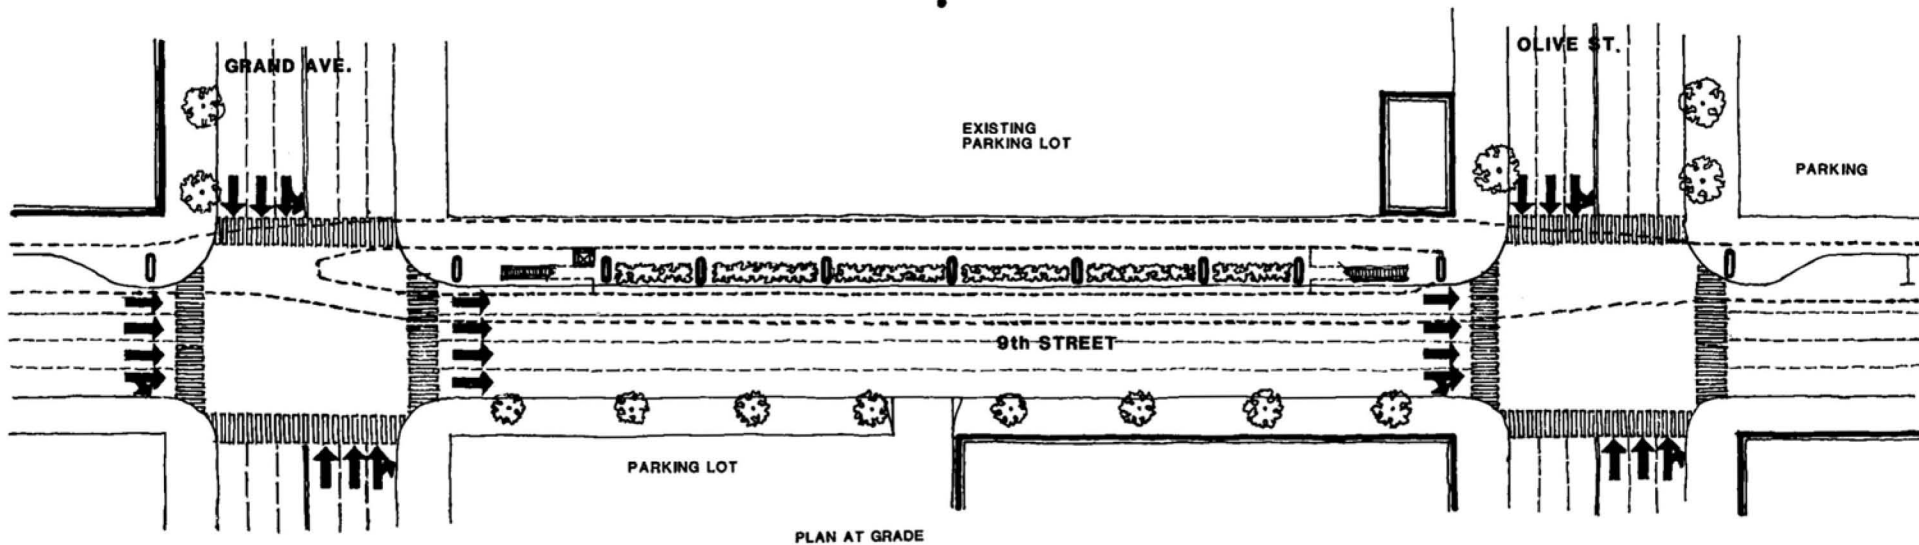 GRAND AVE.
OLIVE ST.
EXISTING
PARKING LOT
PARKING
9th STREET
PARKING LOT
PLAN AT GRADE